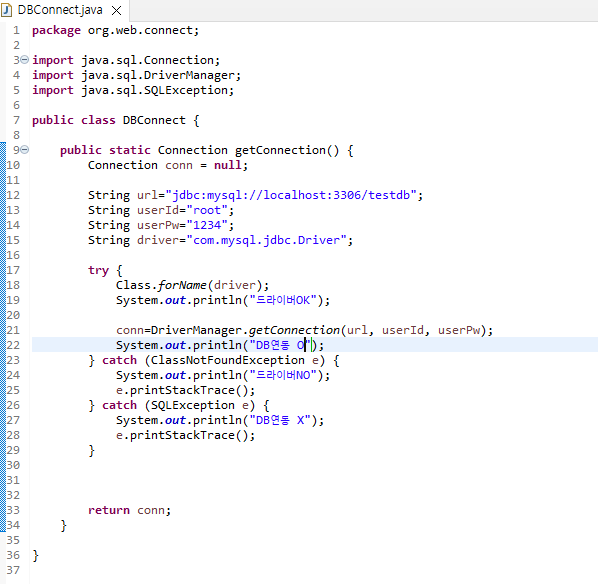 DBConnect.java
1 package org.web.connect;
2
3 import java.sql.Connection;
4 import java.sql.DriverManager;
5 import java.sql.SQLException;
6
7 public class DBConnect {
8
9     public static Connection getConnection() {
10         Connection conn = null;
11
12         String url="jdbc:mysql://localhost:3306/testdb";
13         String userId="root";
14         String userPw="1234";
15         String driver="com.mysql.jdbc.Driver";
16
17         try {
18             Class.forName(driver);
19             System.out.println("드라이버OK");
20
21             conn=DriverManager.getConnection(url, userId, userPw);
22             System.out.println("DB연동 O");
23         } catch (ClassNotFoundException e) {
24             System.out.println("드라이버NO");
25             e.printStackTrace();
26         } catch (SQLException e) {
27             System.out.println("DB연동 X");
28             e.printStackTrace();
29         }
30
31
32
33         return conn;
34     }
35
36 }
37